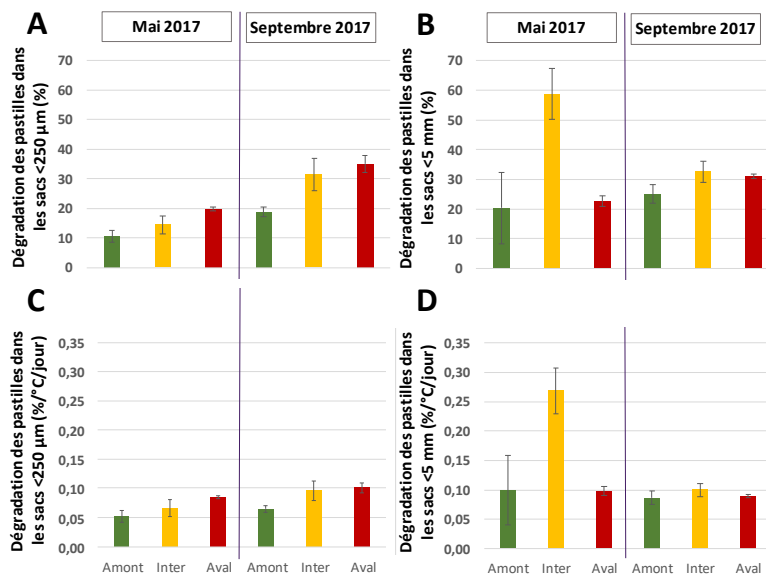 A
Mai 2017
Septembre 2017
Dégradation des pastilles dans
les sacs <250 µm (%)
70
60
50
40
30
20
10
0
B
Mai 2017
Septembre 2017
Dégradation des pastilles dans
les sacs <5 mm (%)
70
60
50
40
30
20
10
0
C
Dégradation des pastilles dans
les sacs <250 µm (%/°C/jour)
0,35
0,30
0,25
0,20
0,15
0,10
0,05
0,00
Amont Inter Aval Amont Inter Aval
D
Dégradation des pastilles dans
les sacs <5 mm (%/°C/jour)
0,35
0,30
0,25
0,20
0,15
0,10
0,05
0,00
Amont Inter Aval Amont Inter Aval